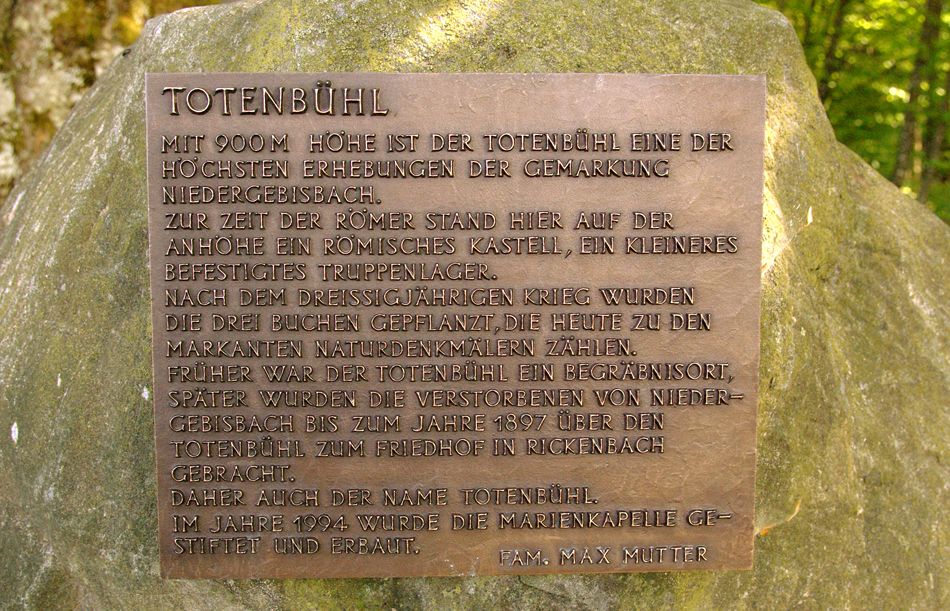 TOTENBÜHL
MIT 900 M HÖHE IST DER TOTENBÜHL EINE DER
HÖCHSTEN ERHEBUNGEN DER GEMARKUNG
NIEDERGEBISBACH.
ZUR ZEIT DER RÖMER STAND HIER AUF DER
ANHÖHE EIN RÖMISCHES KASTELL, EIN KLEINERES
BEFESTIGTES TRUPPENLAGER.
NACH DEM DREISSIGJÄHRIGEN KRIEG WURDEN
DIE DREI BUCHEN GEPFLANZT, DIE HEUTE ZU DEN
MARKANTEN NATURDENKMÄLERN ZÄHLEN.
FRÜHER WAR DER TOTENBÜHL EIN BEGRÄBNISORT,
SPÄTER WURDEN DIE VERSTORBENEN VON NIEDER-
GEBISBACH BIS ZUM JAHRE 1897 ÜBER DEN
TOTENBÜHL ZUM FRIEDHOF IN RICKENBACH
GEBRACHT.
DAHER AUCH DER NAME TOTENBÜHL.
IM JAHRE 1994 WURDE DIE MARIENKAPELLE GE-
STIFTET UND ERBAUT.
FAM. MAX MUTTER